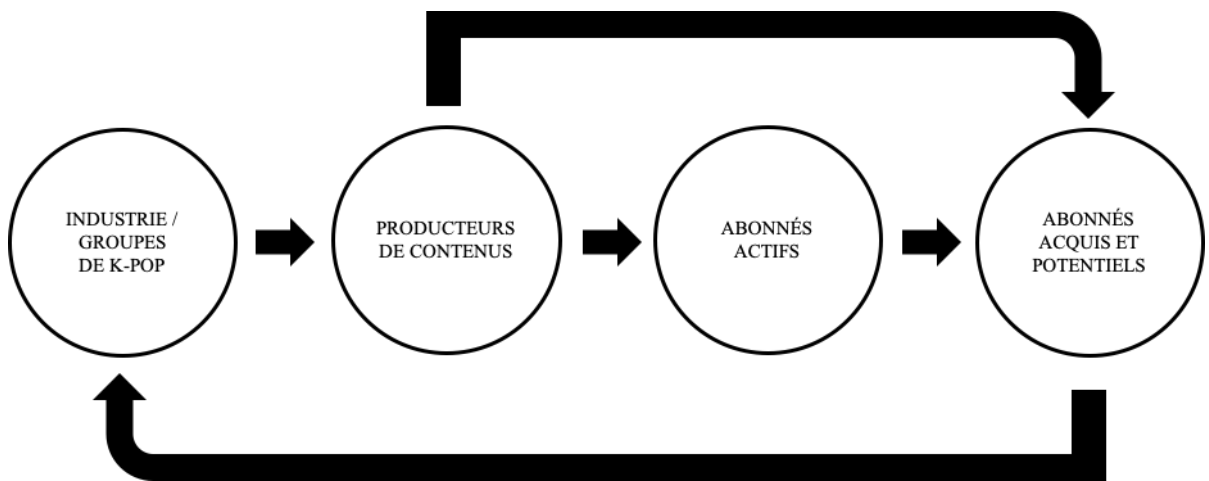 INDUSTRIE /
GROUPES
DE K-POP
PRODUCTEURS
DE CONTENUS
ABONNÉS
ACTIFS
ABONNÉS
ACQUIS ET
POTENTIELS